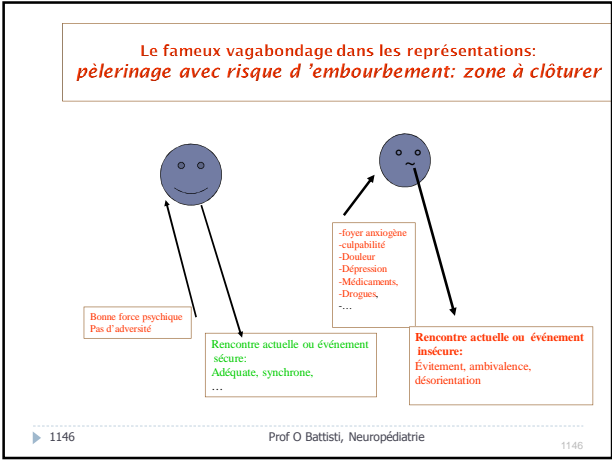 Le fameux vagabondage dans les représentations:
pèlerinage avec risque d ’embourbement: zone à clôturer
-foyer anxiogène
-culpabilité
-Douleur
-Dépression
-Médicaments,
-Drogues,
-…
Bonne force psychique
Pas d’adversité
Rencontre actuelle ou événement
sécure:
Adéquate, synchrone,
…
Rencontre actuelle ou événement
insécure:
Évitement, ambivalence,
désorientation
1146
Prof O Battisti, Neuropédiatrie
1146